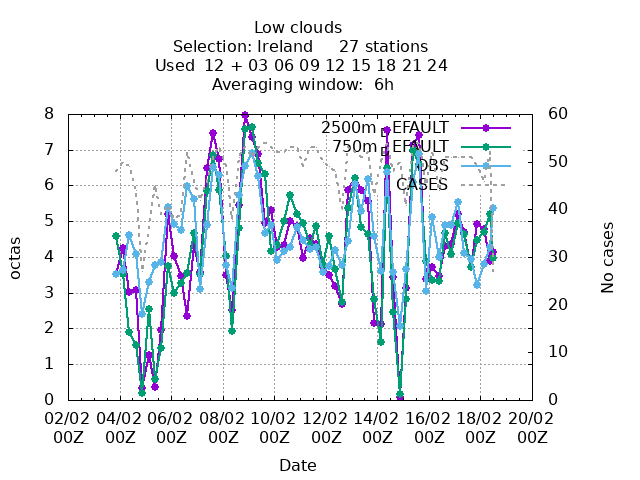 Low clouds
Selection: Ireland 27 stations
Used 12 + 03 06 09 12 15 18 21 24
Averaging window: 6h
2500m_DEFAULT
750m_DEFAULT
OBS
CASES
octas
8
7
6
5
4
3
2
1
0
60
50
40
30
20
10
0
No cases
02/02 04/02 06/02 08/02 10/02 12/02 14/02 16/02 18/02 20/02
00Z 00Z 00Z 00Z 00Z 00Z 00Z 00Z 00Z 00Z
Date